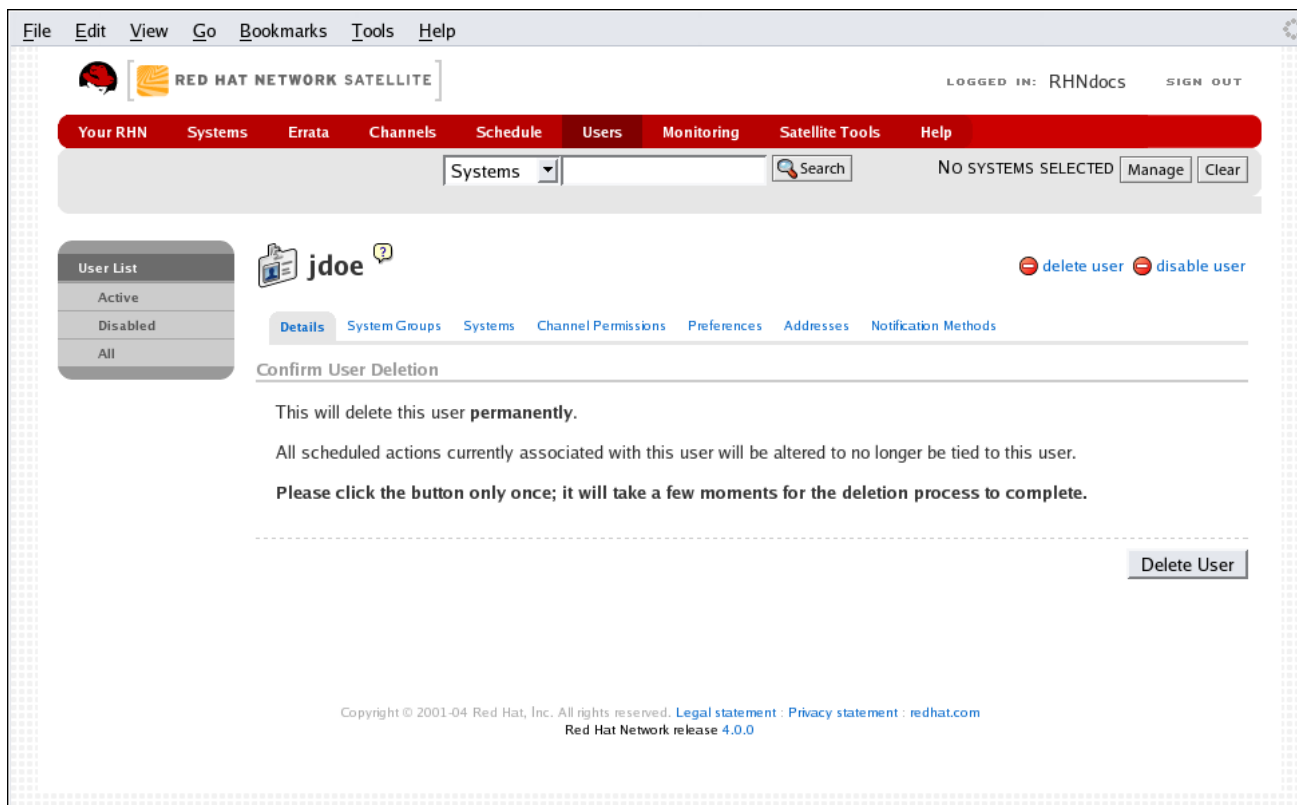 File Edit View Go Bookmarks Tools Help
RED HAT NETWORK SATELLITE
LOGGED IN: RHNdocs SIGN OUT
Your RHN Systems Errata Channels Schedule Users Monitoring Satellite Tools Help
Systems Search NO SYSTEMS SELECTED Manage Clear
User List
Active
Disabled
All
jdoe ?
delete user disable user
Details System Groups Systems Channel Permissions Preferences Addresses Notification Methods
Confirm User Deletion
This will delete this user permanently.
All scheduled actions currently associated with this user will be altered to no longer be tied to this user.
Please click the button only once; it will take a few moments for the deletion process to complete.
Delete User
Copyright © 2001-04 Red Hat, Inc. All rights reserved. Legal statement : Privacy statement : redhat.com
Red Hat Network release 4.0.0